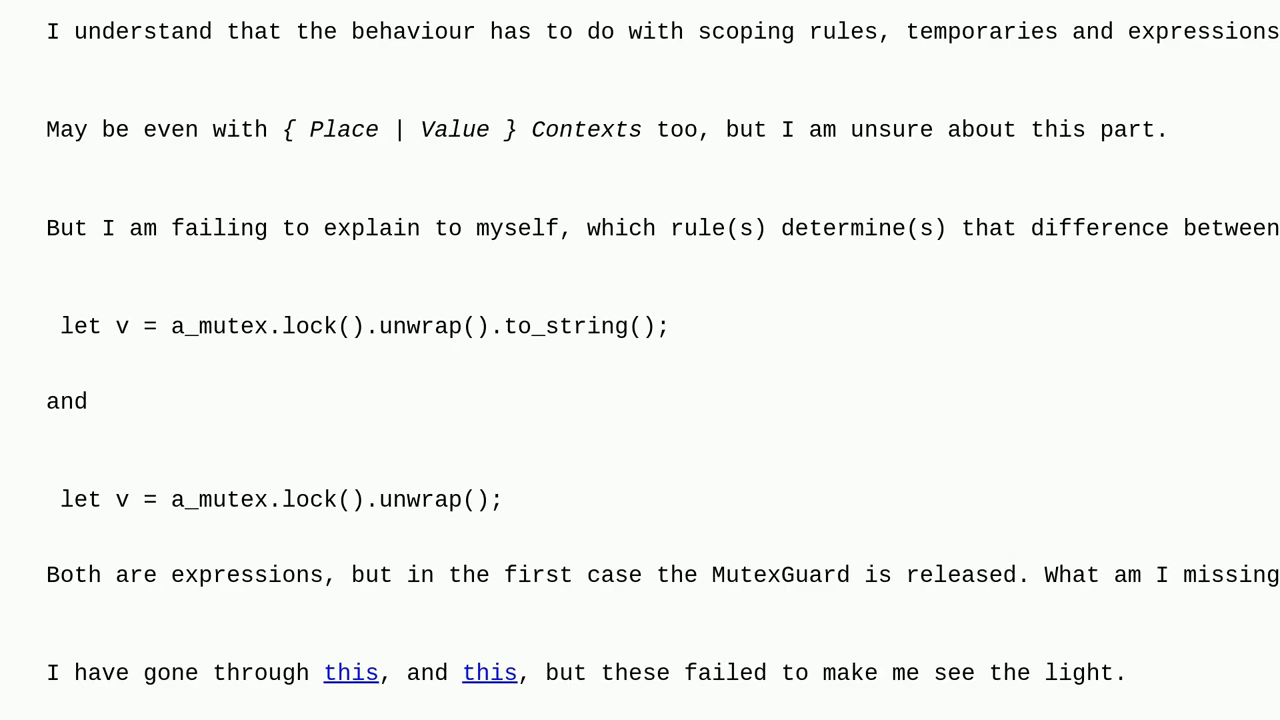 I understand that the behaviour has to do with scoping rules, temporaries and expressions
May be even with { Place | Value } Contexts too, but I am unsure about this part.
But I am failing to explain to myself, which rule(s) determine(s) that difference between
let v = a_mutex.lock().unwrap().to_string();
and
let v = a_mutex.lock().unwrap();
Both are expressions, but in the first case the MutexGuard is released. What am I missing
I have gone through this, and this, but these failed to make me see the light.